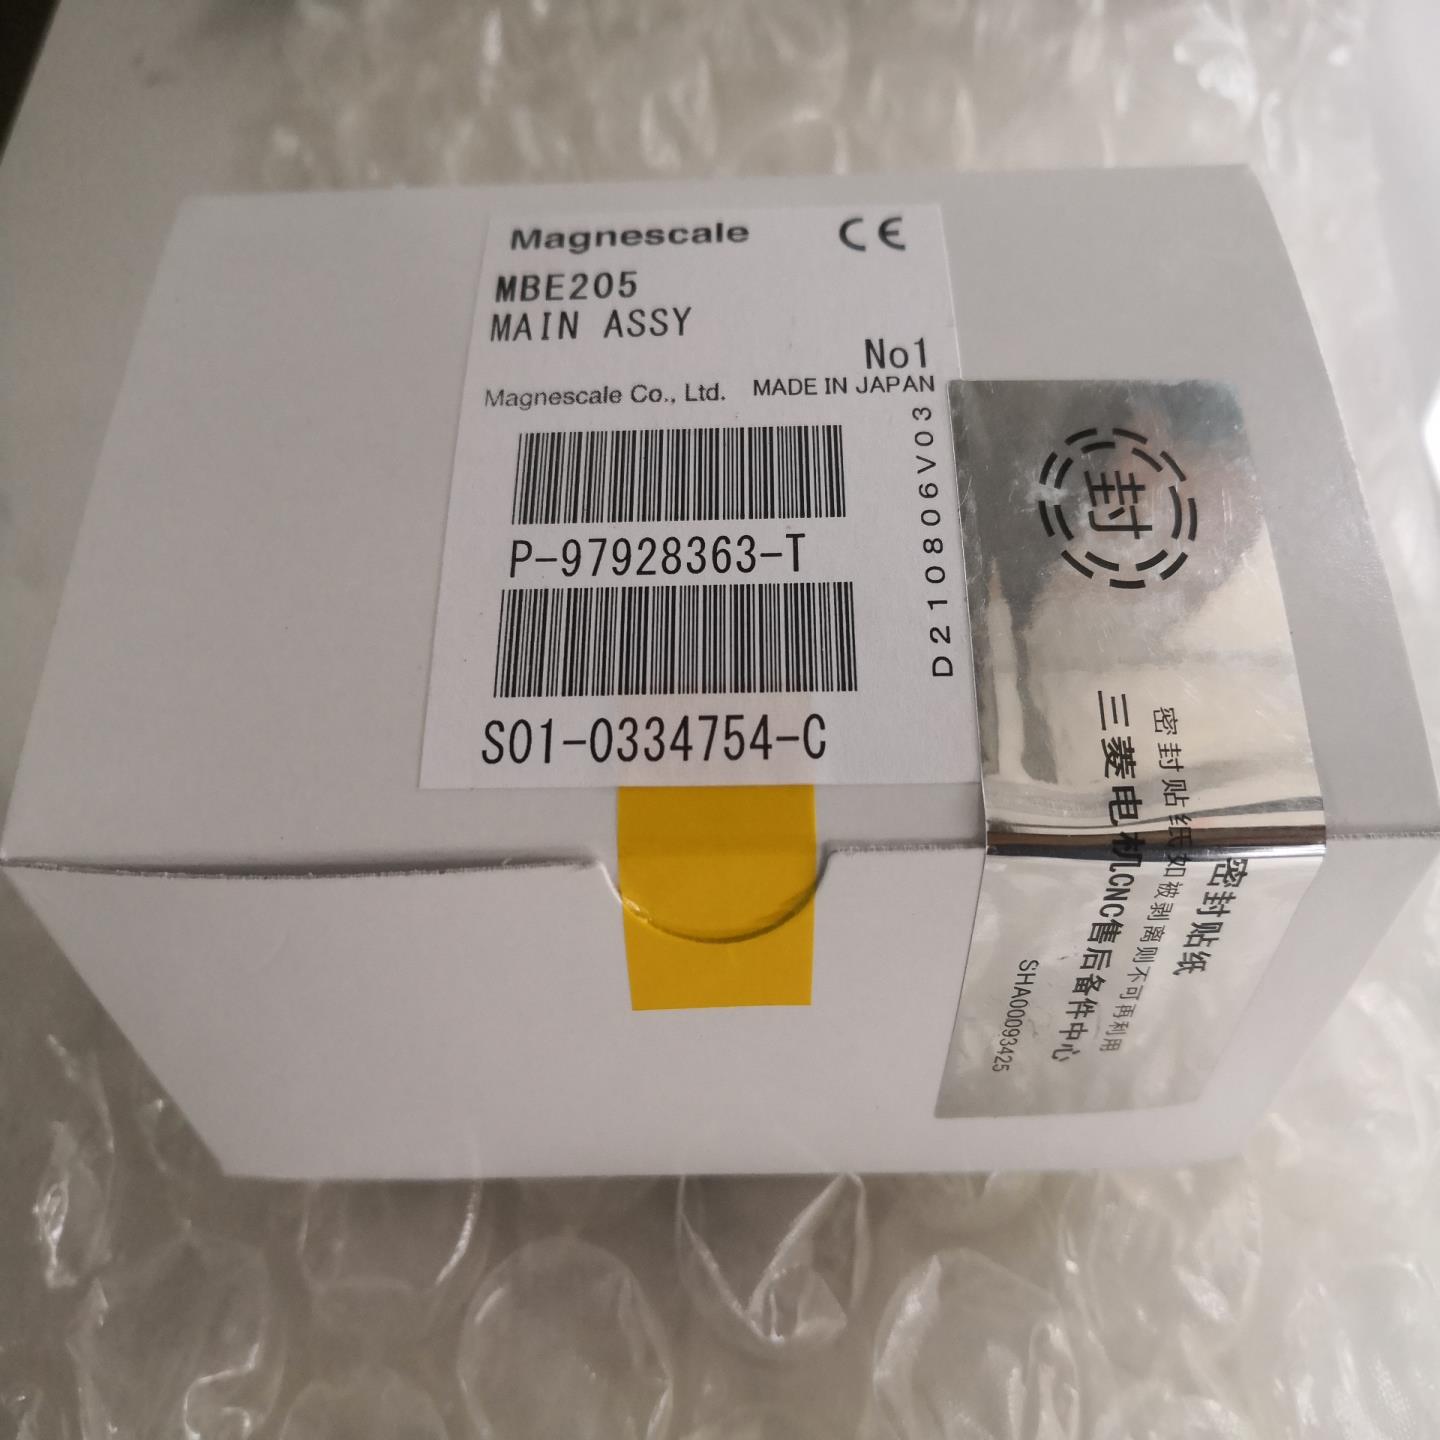 Magnescale CE
MBE205
MAIN ASSY
No1
Magnescale Co., Ltd. MADE IN JAPAN
P-97928363-T
S01-0334754-C
D210806V03
封
密封贴纸
密封贴纸如被剥离则不可再利用
三菱电机CNC售后备件中心
SHA00093425